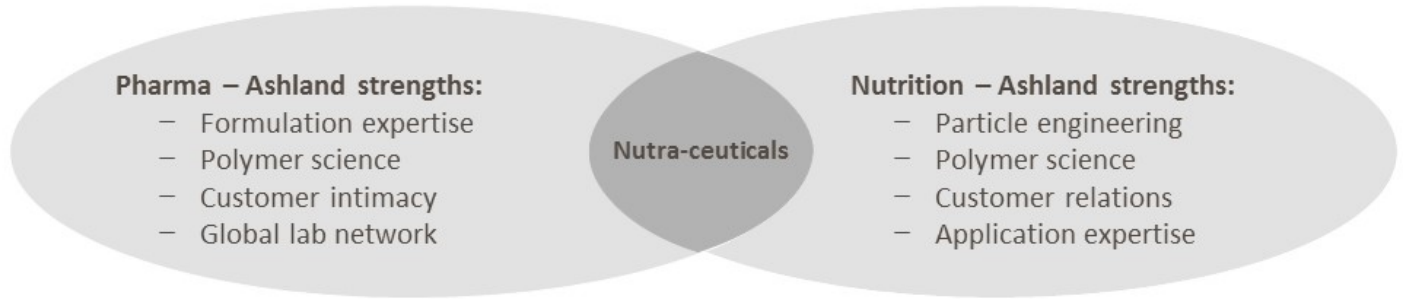 Pharma – Ashland strengths:
– Formulation expertise
– Polymer science
– Customer intimacy
– Global lab network
Nutra-ceuticals
Nutrition – Ashland strengths:
– Particle engineering
– Polymer science
– Customer relations
– Application expertise